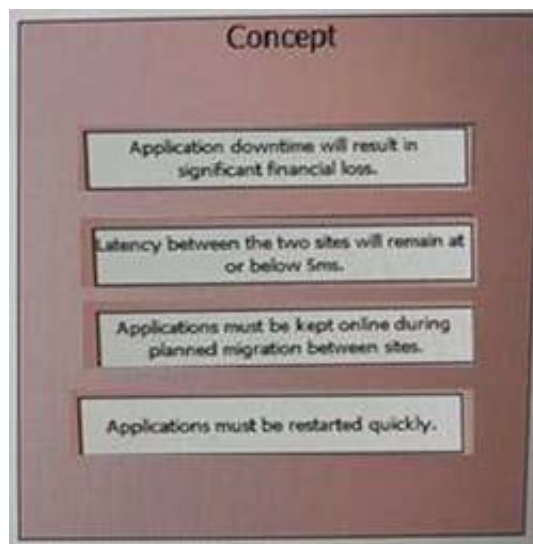 Concept
Application downtime will result in
significant financial loss.
Latency between the two sites will remain at
or below 5ms.
Applications must be kept online during
planned migration between sites.
Applications must be restarted quickly.